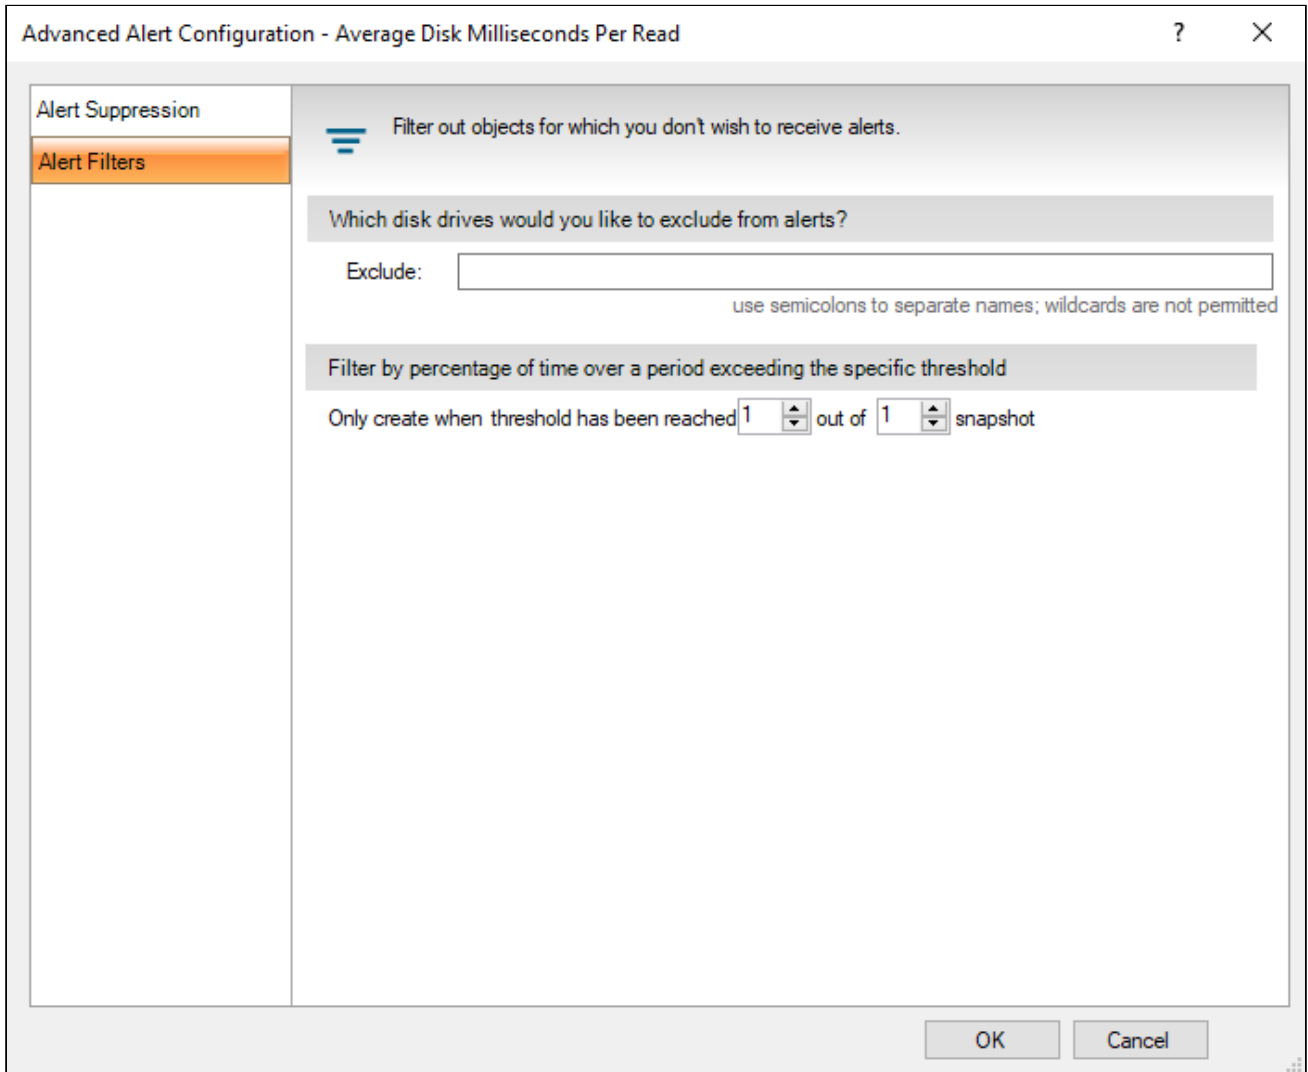 Advanced Alert Configuration - Average Disk Milliseconds Per Read
Alert Suppression
Alert Filters
Filter out objects for which you don't wish to receive alerts.
Which disk drives would you like to exclude from alerts?
Exclude:
use semicolons to separate names; wildcards are not permitted
Filter by percentage of time over a period exceeding the specific threshold
Only create when threshold has been reached 1 out of 1 snapshot
OK Cancel